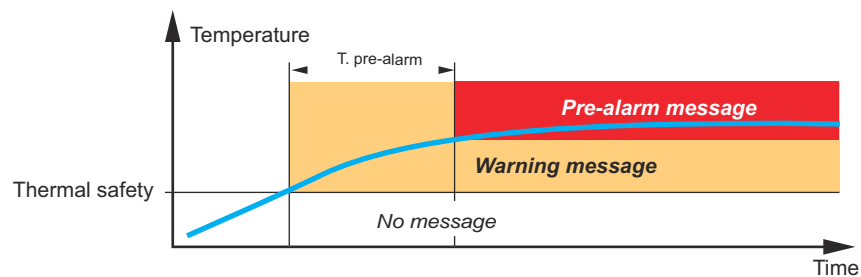 Temperature
T. pre-alarm
Pre-alarm message
Warning message
Thermal safety
No message
Time